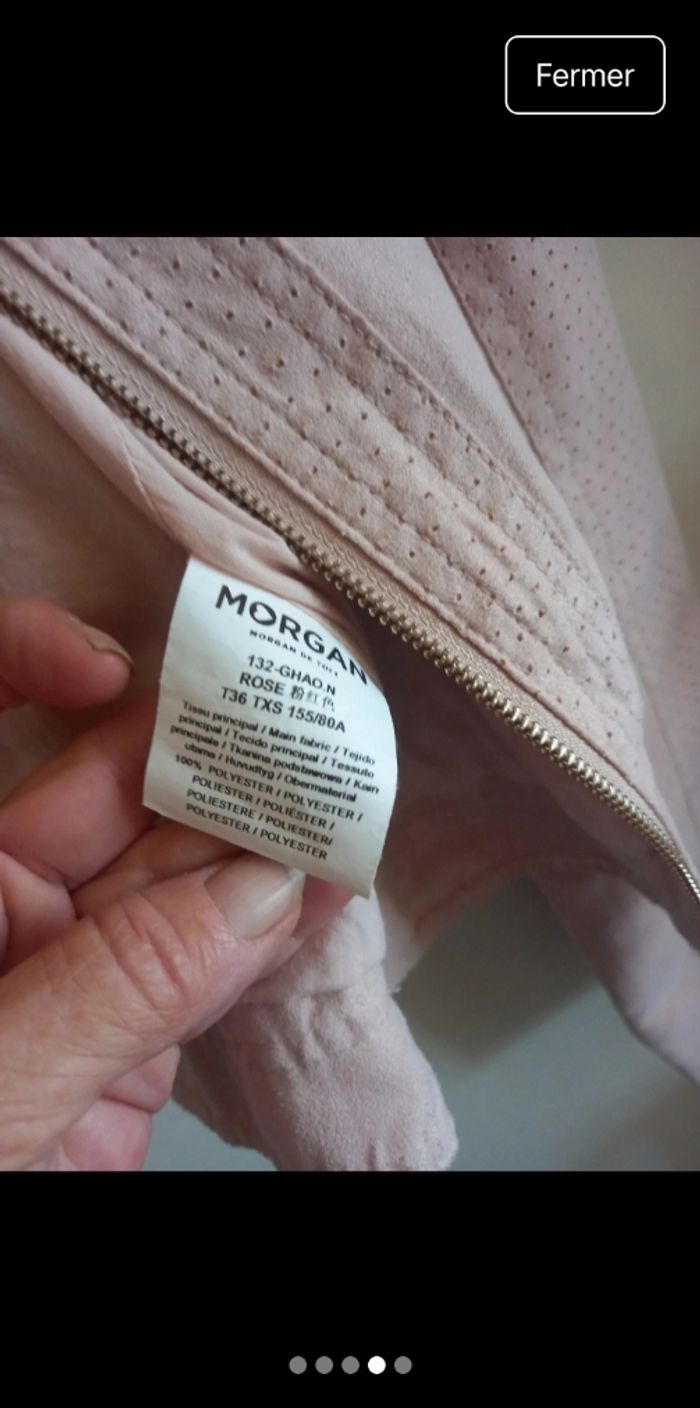 Fermer
MORGAN
MORGAN DE TOI
132-GHAO.N
ROSE 粉红色
T36 TXS 155/80A
Tissu principal / Main fabric / Tejido
principal / Tecido principal / Tessuto
principale / Tkanina podstawowa / Kain
utama / Huvudtyg / Obermaterial
100% POLYESTER / POLYESTER /
POLIESTER / POLIÉSTER /
POLIESTERE / POLIESTER/
POLYESTER / POLYESTER